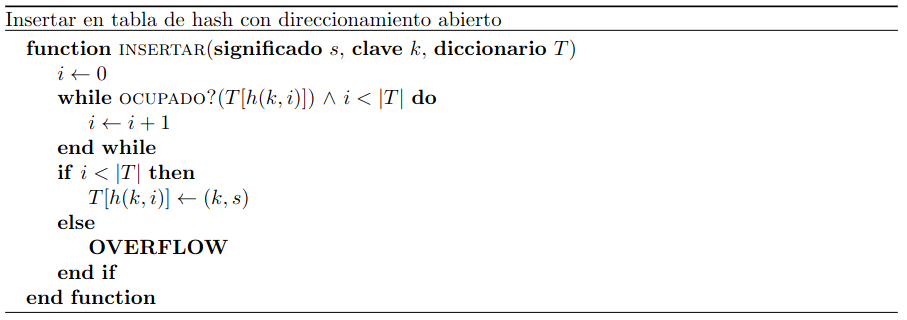 Insertar en tabla de hash con direccionamiento abierto
function INSERTAR(significado s, clave k, diccionario T)
i ← 0
while OCUPADO?(T[h(k, i)]) ∧ i < |T| do
i ← i + 1
end while
if i < |T| then
T[h(k, i)] ← (k, s)
else
OVERFLOW
end if
end function